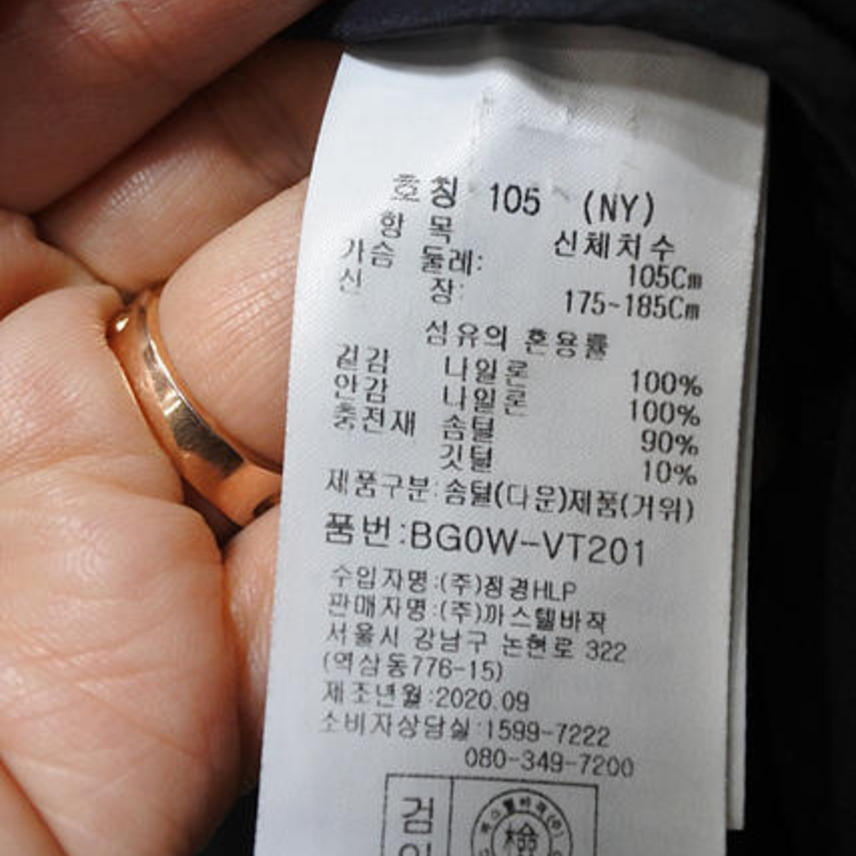 호칭 105 (NY)
항 목 신체치수
가슴 둘레: 105Cm
신 장: 175~185Cm
섬유의 혼용률
겉감 나일론 100%
안감 나일론 100%
충전재 솜털 90%
깃털 10%
제품구분:솜털(다운)제품(거위)
품번:BG0W-VT201
수입자명:(주)정경HLP
판매자명:(주)까스텔바작
서울시 강남구 논현로 322
(역삼동776-15)
제조년월:2020.09
소비자상담실:1599-7222
080-349-7200
검
檢